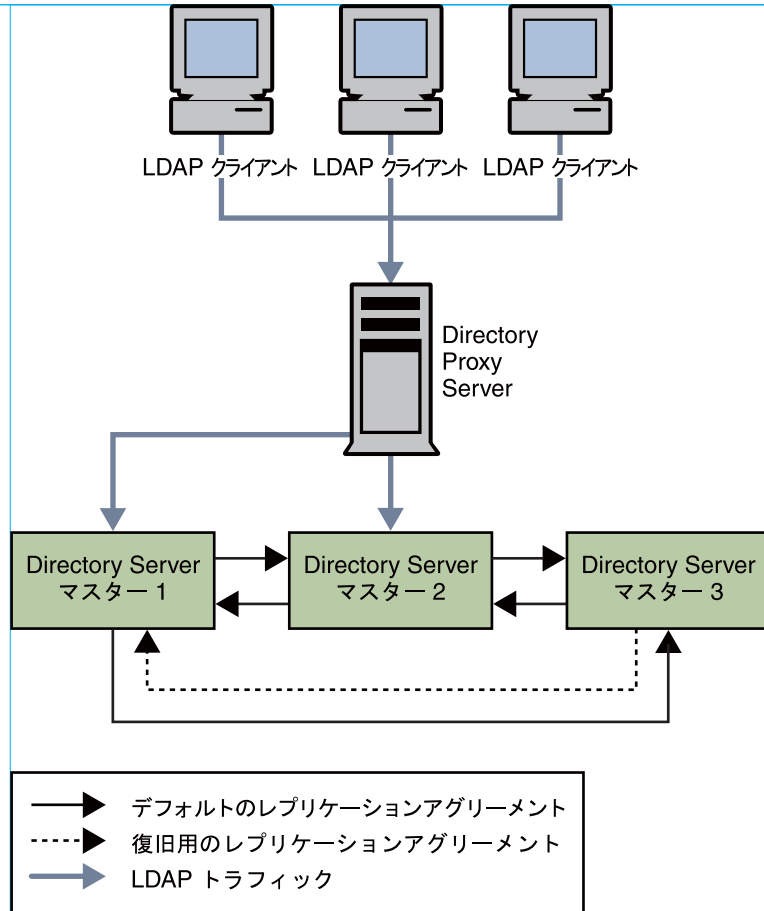 LDAP クライアント
LDAP クライアント
LDAP クライアント
Directory
Proxy
Server
Directory Server
マスター 1
Directory Server
マスター 2
Directory Server
マスター 3
デフォルトのレプリケーションアグリーメント
復旧用のレプリケーションアグリーメント
LDAP トラフィック